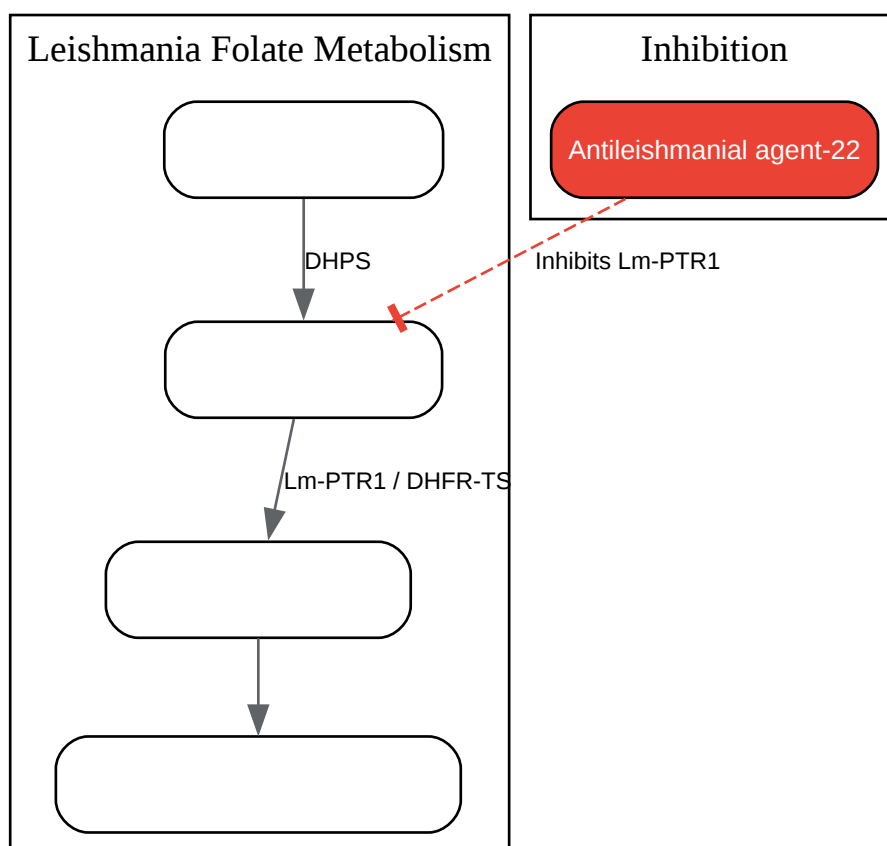 Leishmania Folate Metabolism
Inhibition
Antileishmanial agent-22
DHPS
Inhibits Lm-PTR1
Lm-PTR1 / DHFR-TS